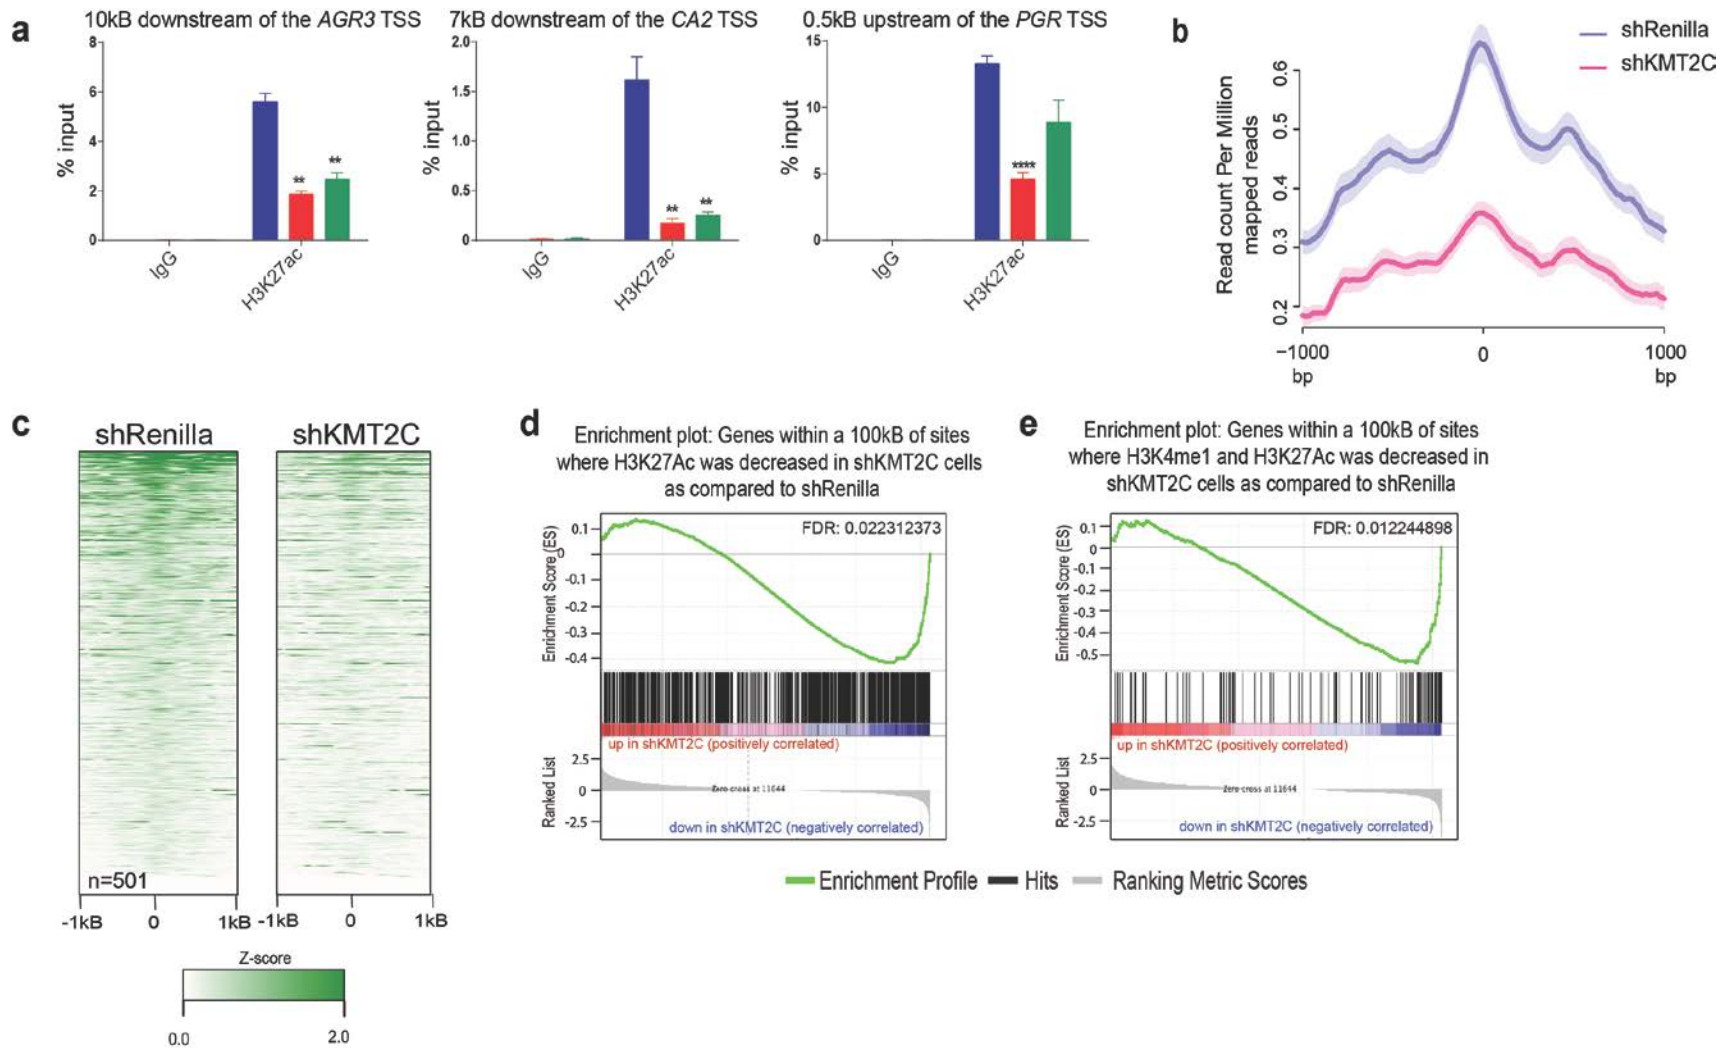 a
10kB downstream of the AGR3 TSS
8
6
4
2
0
% input
**
**
IgG
H3K27ac
7kB downstream of the CA2 TSS
2.0
1.5
1.0
0.5
0
% input
**
**
IgG
H3K27ac
0.5kB upstream of the PGR TSS
15
10
5
0
% input
****
IgG
H3K27ac
b
shRenilla
shKMT2C
Read count Per Million
mapped reads
0.6
0.5
0.4
0.3
0.2
−1000
bp
0
1000
bp
c
shRenilla
shKMT2C
n=501
-1kB
0
1kB
-1kB
0
1kB
Z-score
0.0
2.0
d
Enrichment plot: Genes within a 100kB of sites
where H3K27Ac was decreased in shKMT2C cells
as compared to shRenilla
FDR: 0.022312373
Enrichment Score (ES)
0.1
0
-0.1
-0.2
-0.3
-0.4
up in shKMT2C (positively correlated)
Ranked List
2.5
0
-2.5
Zero cross at 11644
down in shKMT2C (negatively correlated)
e
Enrichment plot: Genes within a 100kB of sites
where H3K4me1 and H3K27Ac was decreased in
shKMT2C cells as compared to shRenilla
FDR: 0.012244898
Enrichment Score (ES)
0.1
0
-0.1
-0.2
-0.3
-0.4
-0.5
up in shKMT2C (positively correlated)
Ranked List
2.5
0
-2.5
Zero cross at 11644
down in shKMT2C (negatively correlated)
Enrichment Profile
Hits
Ranking Metric Scores